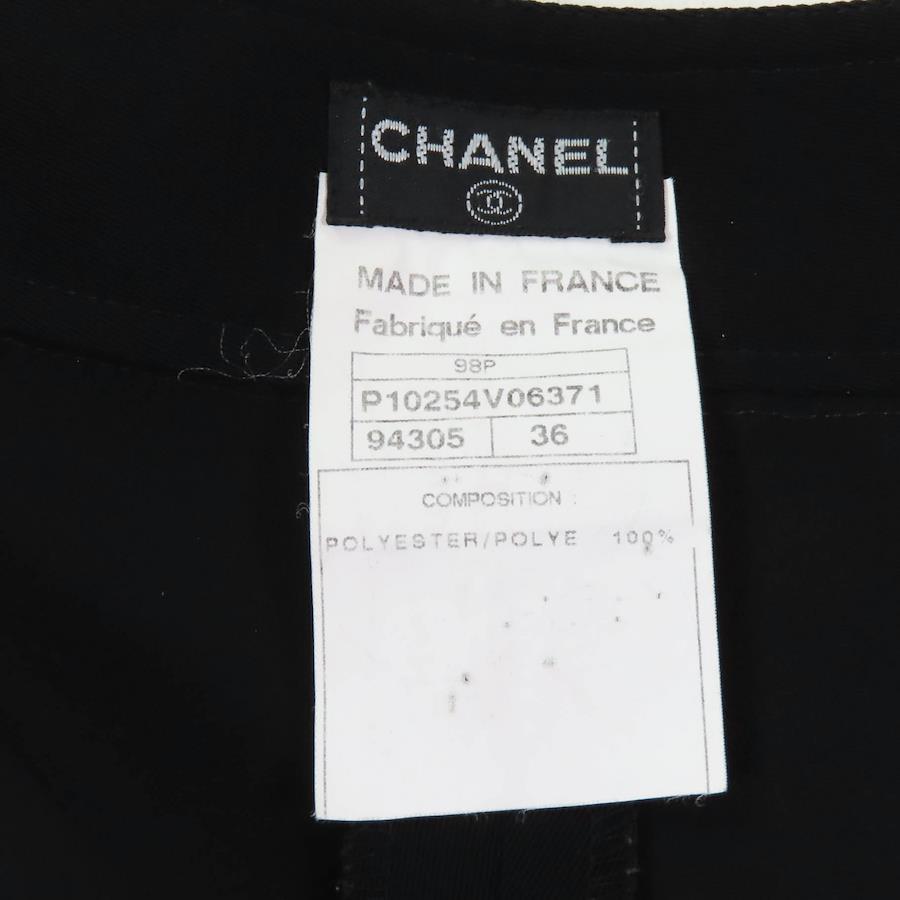 CHANEL
MADE IN FRANCE
Fabriqué en France
98P
P10254V06371
94305 36
COMPOSITION :
POLYESTER/POLYE 100%